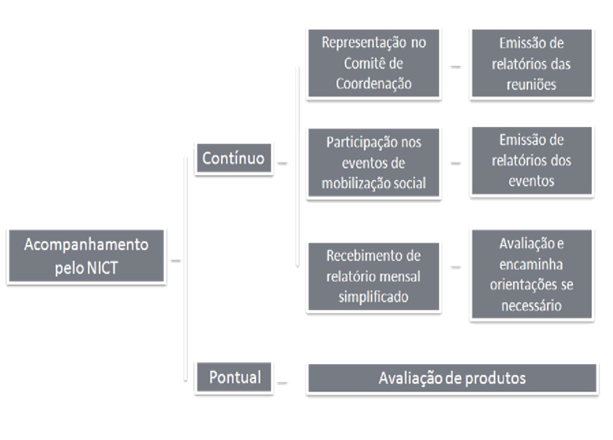 Representação no
Comitê de
Coordenação
Emissão de
relatórios das
reuniões
Contínuo
Participação nos
eventos de
mobilização social
Emissão de
relatórios dos
eventos
Acompanhamento
pelo NICT
Recebimento de
relatório mensal
simplificado
Avaliação e
encaminha
orientações se
necessário
Pontual
Avaliação de produtos